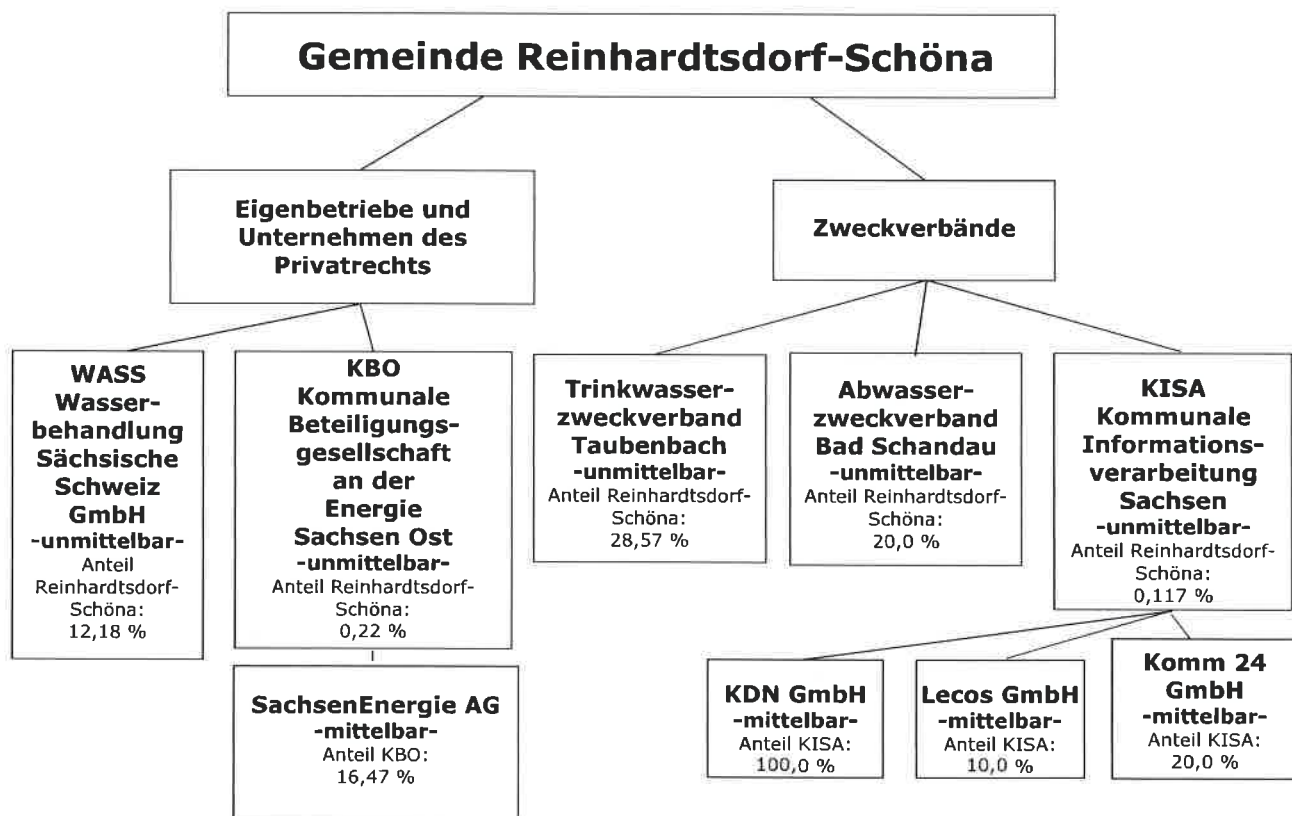 Gemeinde Reinhardtsdorf-Schöna
Eigenbetriebe und
Unternehmen des
Privatrechts
Zweckverbände
WASS
Wasser-
behandlung
Sächsische
Schweiz
GmbH
-unmittelbar-
Anteil
Reinhardtsdorf-
Schöna:
12,18 %
KBO
Kommunale
Beteiligungs-
gesellschaft
an der
Energie
Sachsen Ost
-unmittelbar-
Anteil Reinhardtsdorf-
Schöna:
0,22 %
Trinkwasser-
zweckverband
Taubenbach
-unmittelbar-
Anteil Reinhardtsdorf-
Schöna:
28,57 %
Abwasser-
zweckverband
Bad Schandau
-unmittelbar-
Anteil Reinhardtsdorf-
Schöna:
20,0 %
KISA
Kommunale
Informations-
verarbeitung
Sachsen
-unmittelbar-
Anteil Reinhardtsdorf-
Schöna:
0,117 %
SachsenEnergie AG
-mittelbar-
Anteil KBO:
16,47 %
KDN GmbH
-mittelbar-
Anteil KISA:
100,0 %
Lecos GmbH
-mittelbar-
Anteil KISA:
10,0 %
Komm 24
GmbH
-mittelbar-
Anteil KISA:
20,0 %